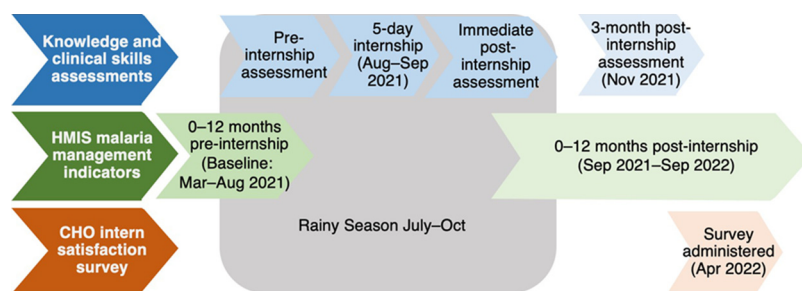 Knowledge and
clinical skills
assessments
Pre-
internship
assessment
5-day
internship
(Aug–Sep
2021)
Immediate
post-
internship
assessment
3-month post-
internship
assessment
(Nov 2021)
HMIS malaria
management
indicators
0–12 months
pre-internship
(Baseline:
Mar–Aug 2021)
0–12 months post-internship
(Sep 2021–Sep 2022)
CHO intern
satisfaction
survey
Rainy Season July–Oct
Survey
administered
(Apr 2022)